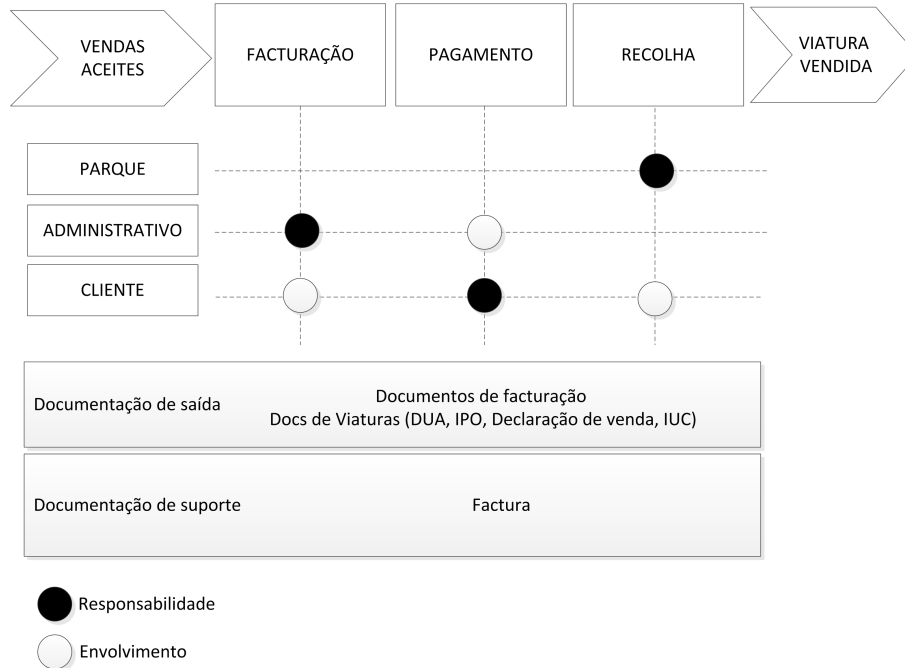 VENDAS
ACEITES
FACTURAÇÃO
PAGAMENTO
RECOLHA
VIATURA
VENDIDA
PARQUE
ADMINISTRATIVO
CLIENTE
Documentação de saída
Documentos de facturação
Docs de Viaturas (DUA, IPO, Declaração de venda, IUC)
Documentação de suporte
Factura
Responsabilidade
Envolvimento